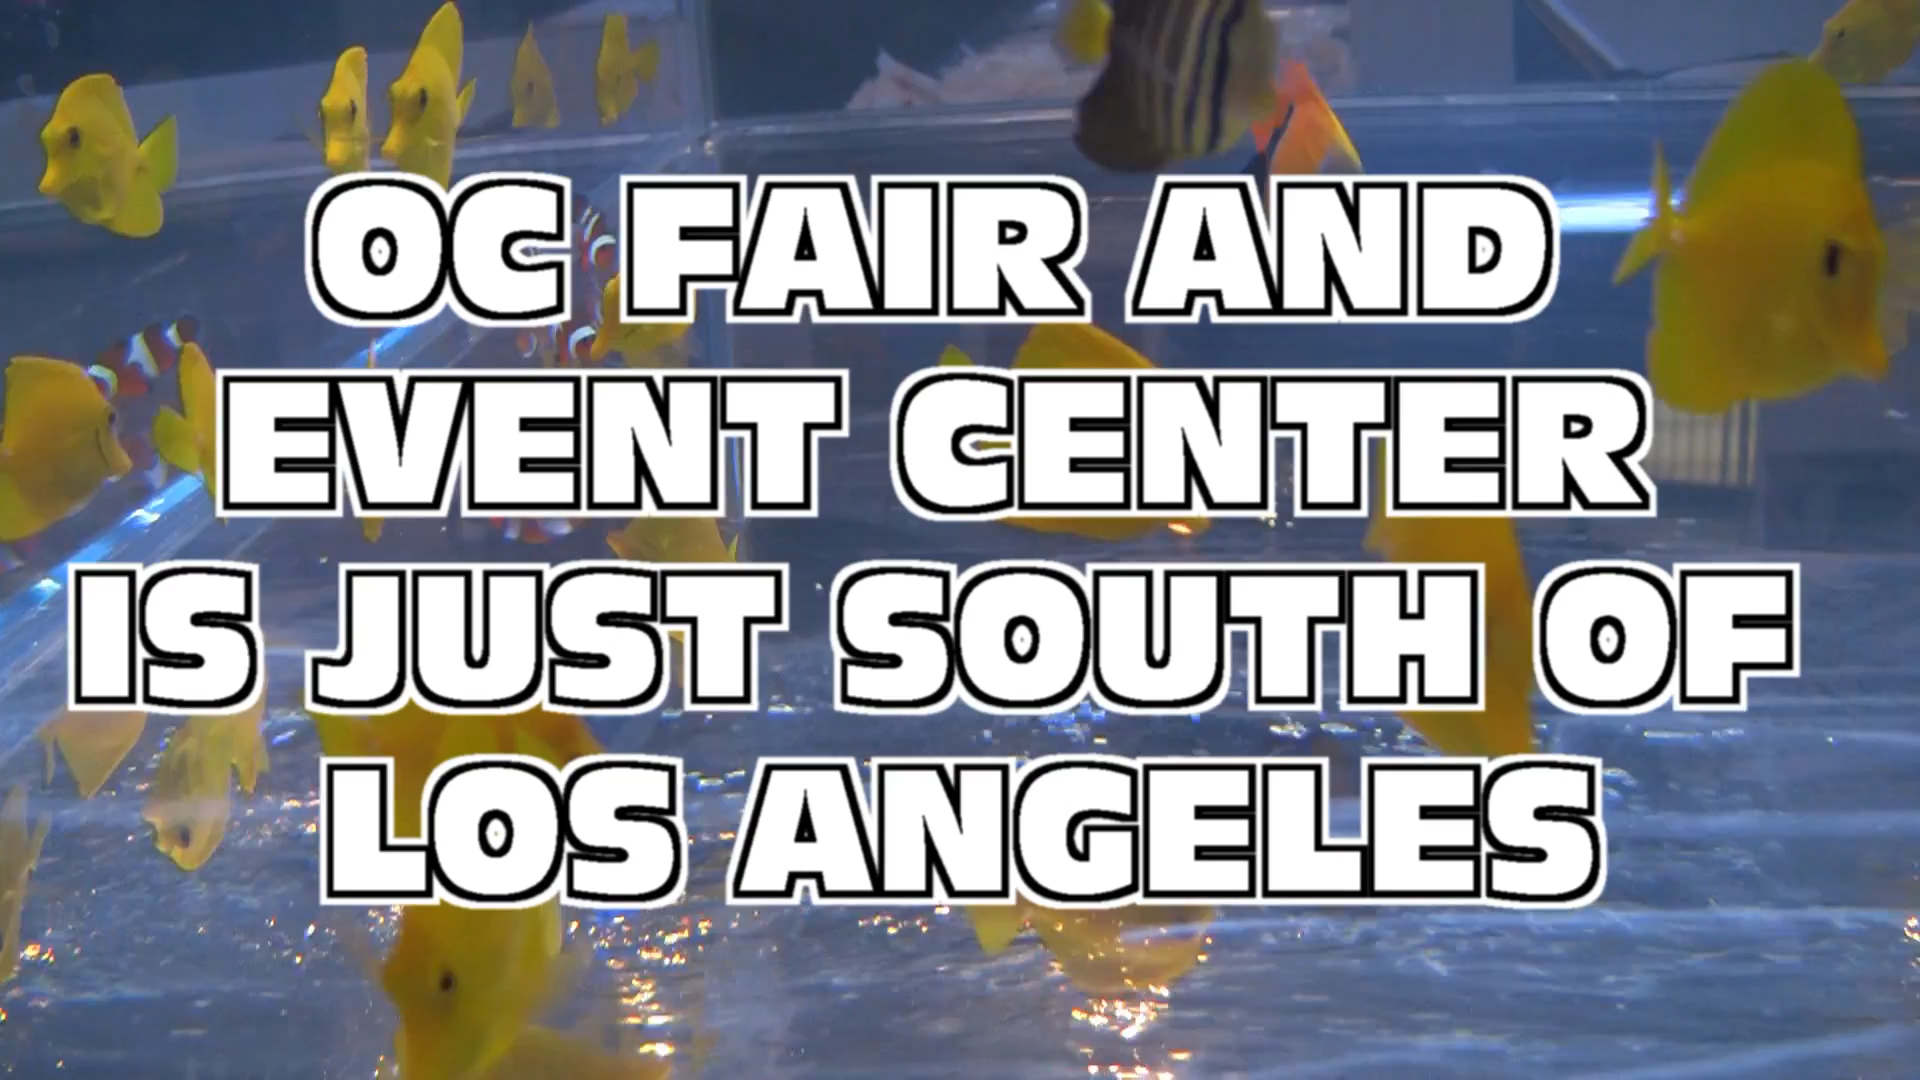 OC FAIR AND
EVENT CENTER
IS JUST SOUTH OF
LOS ANGELES